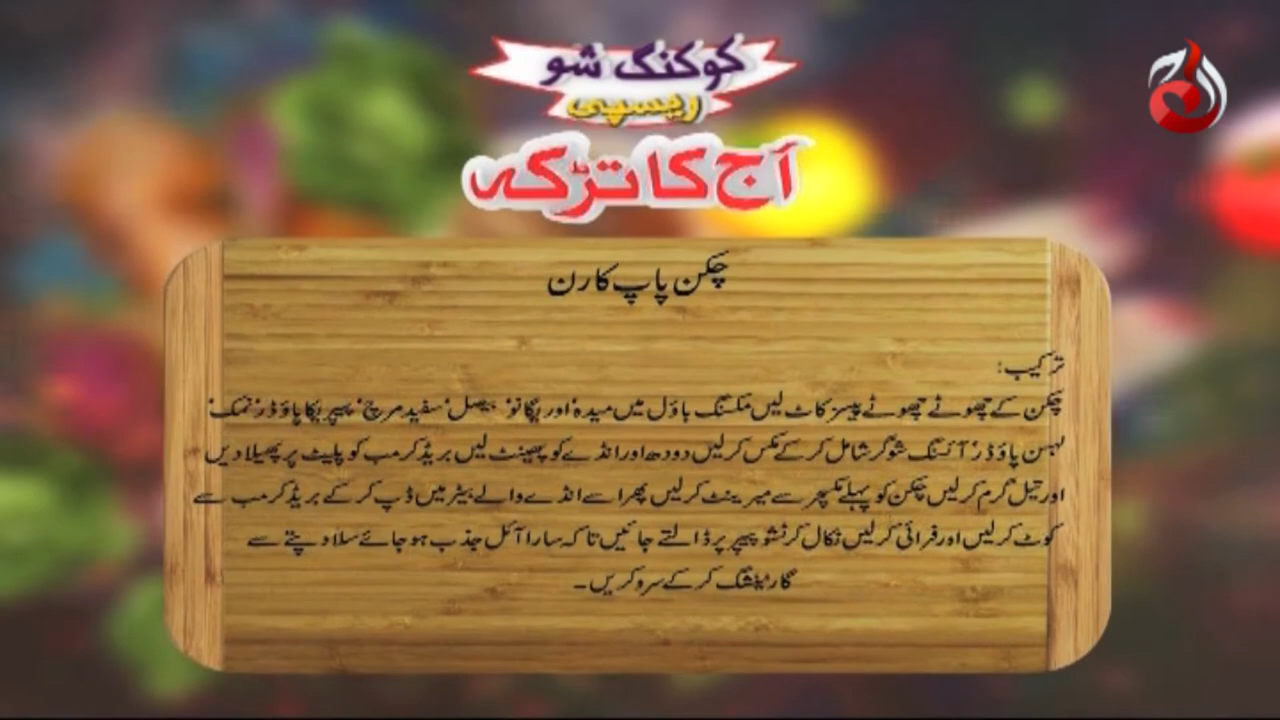 کوکنگ شو
ریسپی
آج کا تڑکہ
چکن پاپ کارن
ترکیب:
چکن کے چھوٹے چھوٹے پیسز کاٹ لیں مکسنگ باؤل میں میدہ' اوریگانو' بیصل' سفید مرچ' پیپریکا پاؤڈر' نمک'
لہسن پاؤڈر' آئسنگ شوگر شامل کر کے مکس کر لیں دودھ اور انڈے کو پھینٹ لیں بریڈ کرمب کو پلیٹ پر پھیلا دیں
اور تیل گرم کر لیں چکن کو پہلے مکسچر سے میرینٹ کر لیں پھر اسے انڈے والے بیٹر میں ڈپ کر کے بریڈ کرمب سے
کوٹ کر لیں اور فرائی کر لیں نکال کر ٹشو پیپر پر ڈالتے جائیں تاکہ سارا آئل جذب ہو جائے سلاد پتے سے
گارنشنگ کر کے سرو کریں۔